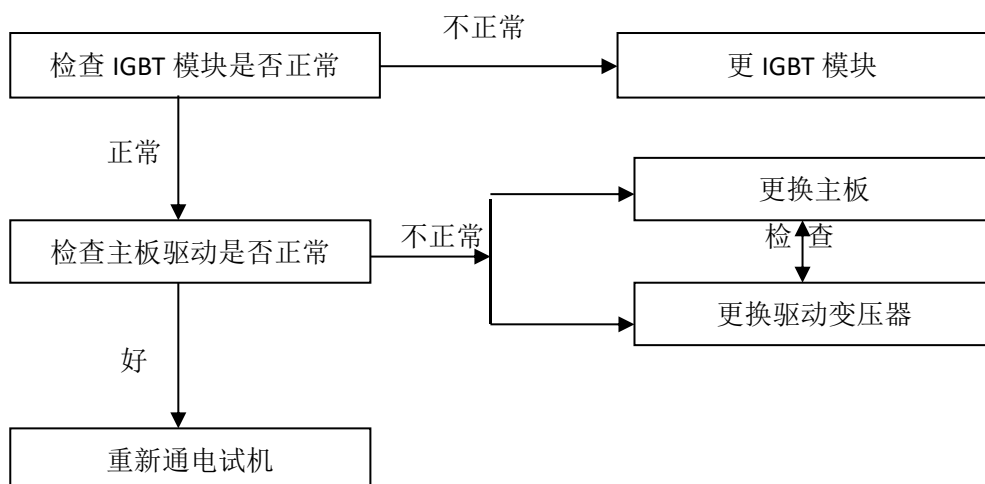 不正常
检查 IGBT 模块是否正常
更 IGBT 模块
正常
更换主板
检查主板驱动是否正常
不正常
检 查
更换驱动变压器
好
重新通电试机